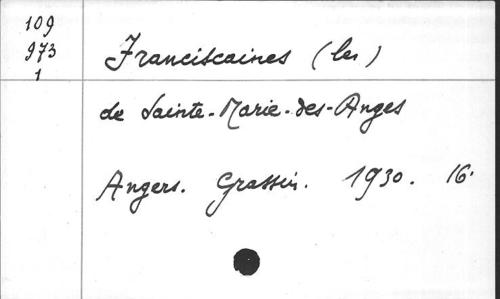 109
973
1
Franciscaines (les)
de Sainte-Marie-des-Anges
Angers. Grassin. 1930. 16.